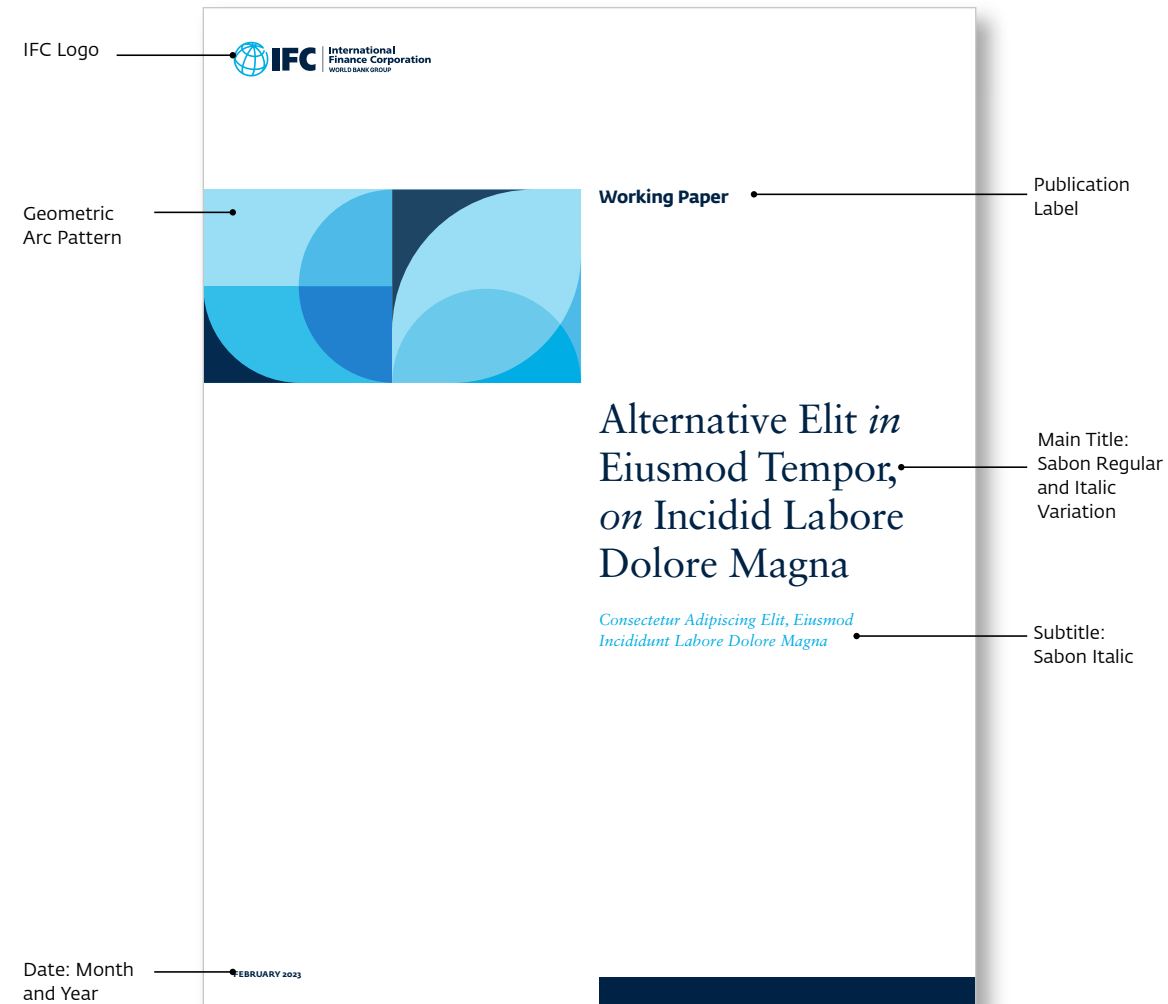 IFC Logo
IFC
International
Finance Corporation
WORLD BANK GROUP
Geometric
Arc Pattern
Working Paper
Publication
Label
Alternative Elit in
Eiusmod Tempor,
on Incidid Labore
Dolore Magna
Main Title:
Sabon Regular
and Italic
Variation
Consectetur Adipiscing Elit, Eiusmod
Incididunt Labore Dolore Magna
Subtitle:
Sabon Italic
Date: Month
and Year
FEBRUARY 2023